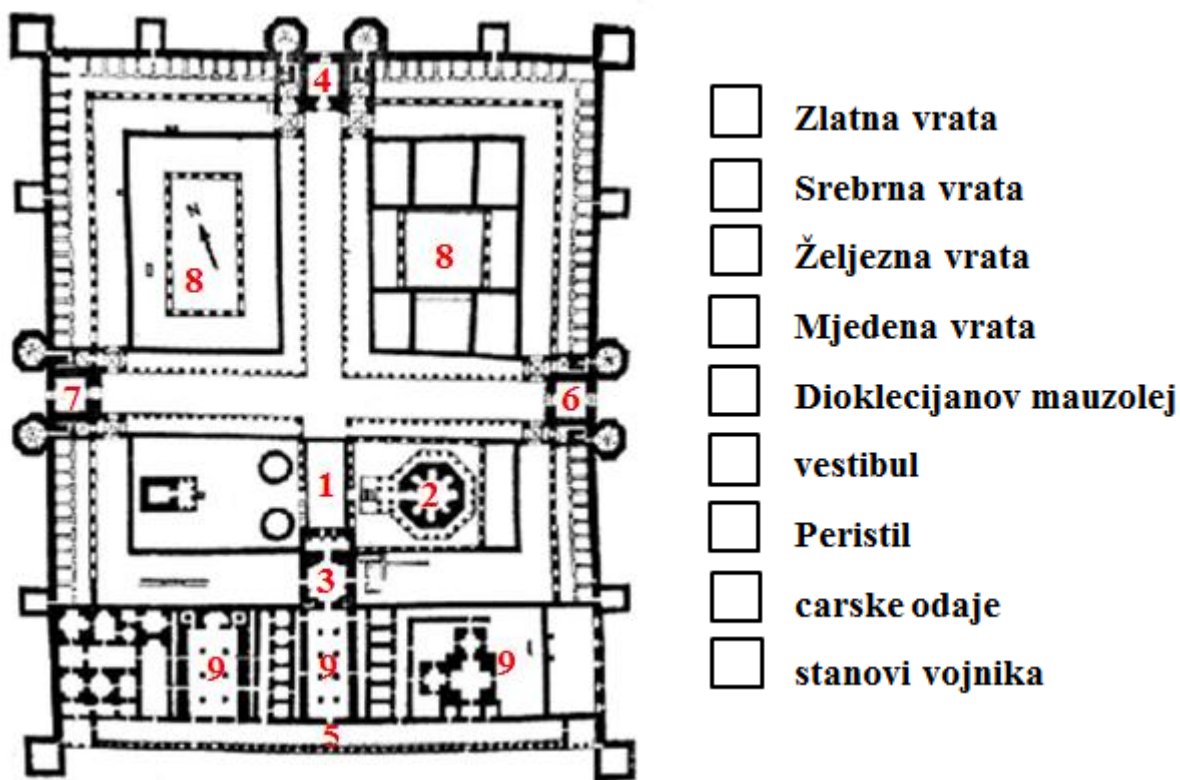 4
8
8
7
6
1
2
3
9
9
9
5
Zlatna vrata
Srebrna vrata
Željezna vrata
Mjedena vrata
Dioklecijanov mauzolej
vestibul
Peristil
carske odaje
stanovi vojnika